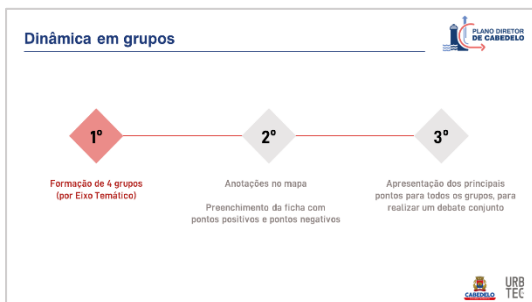 Dinâmica em grupos
PLANO DIRETOR
DE CABEDELO
1º
2º
3º
Formação de 4 grupos
(por Eixo Temático)
Anotações no mapa
Preenchimento da ficha com
pontos positivos e pontos negativos
Apresentação dos principais
pontos para todos os grupos, para
realizar um debate conjunto
CABEDELO
URB
TEC